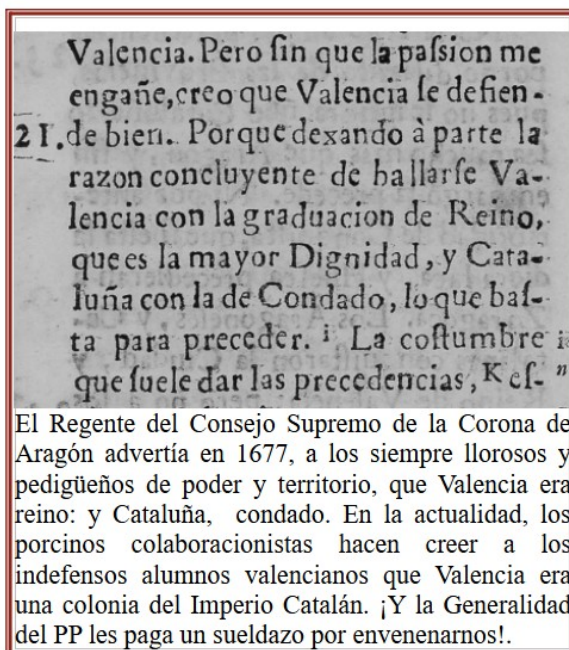 Valencia. Pero ſin que la paſsion me
engañe, creo que Valencia ſe defien-
21. de bien. Porque dexando à parte la
razon concluyente de hallarſe Va-
lencia con la graduacion de Reino,
que es la mayor Dignidad, y Cata-
luña con la de Condado, lo que baſ-
ta para preceder. i La coſtumbre i
que ſuele dar las precedencias, K eſ- n
El Regente del Consejo Supremo de la Corona de
Aragón advertía en 1677, a los siempre llorosos y
pedigüeños de poder y territorio, que Valencia era
reino: y Cataluña, condado. En la actualidad, los
porcinos colaboracionistas hacen creer a los
indefensos alumnos valencianos que Valencia era
una colonia del Imperio Catalán. ¡Y la Generalidad
del PP les paga un sueldazo por envenenarnos!.